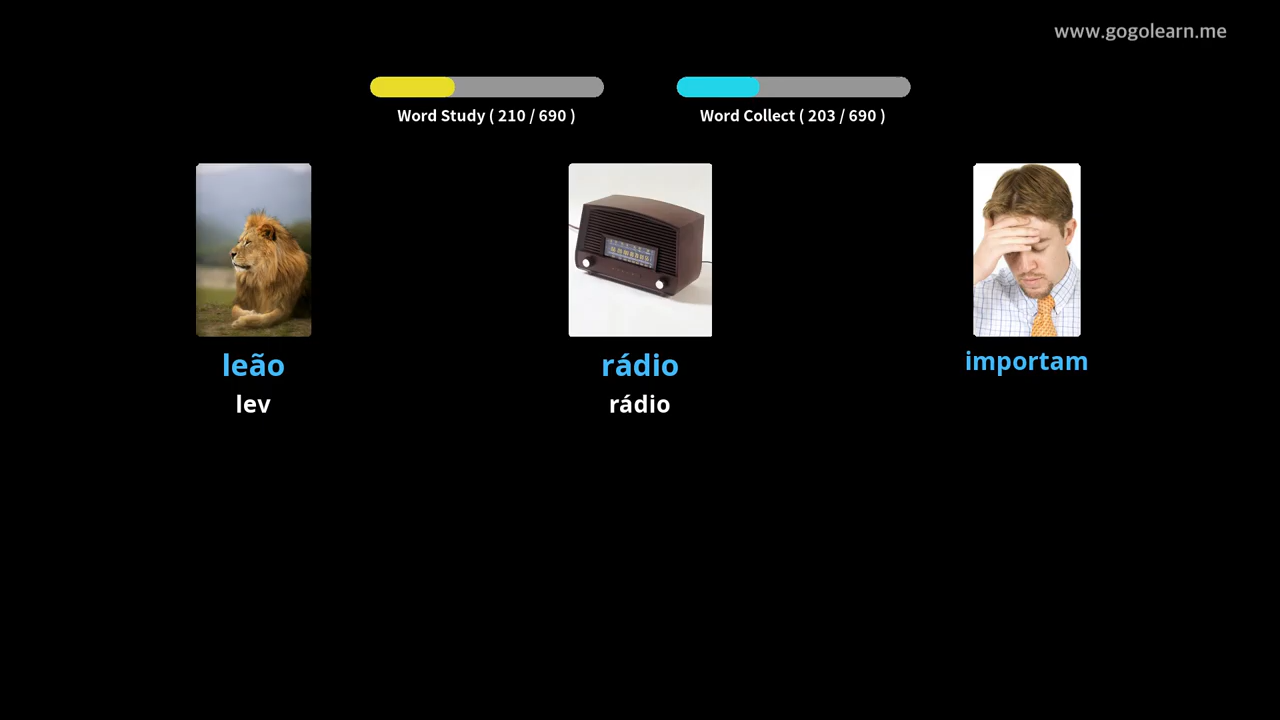 www.gogolearn.me
Word Study ( 210 / 690 )
Word Collect ( 203 / 690 )
leão
lev
rádio
rádio
importam